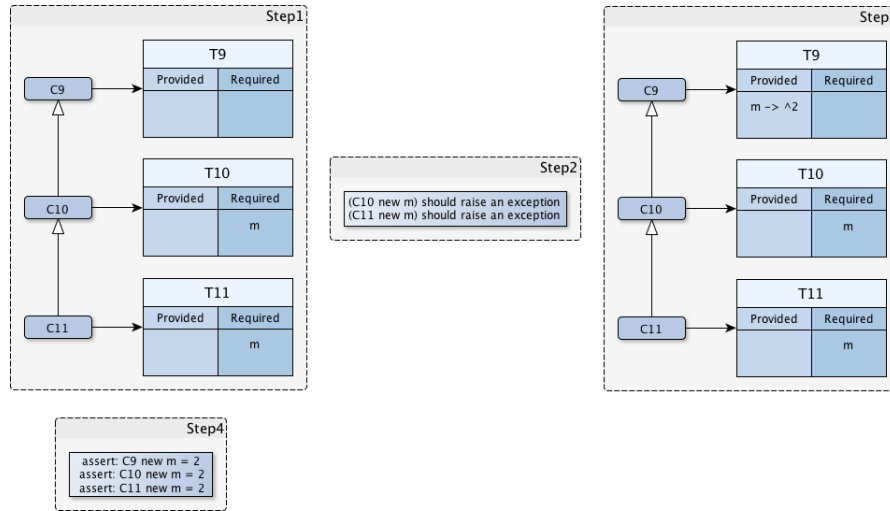 Step1
T9
Provided Required
C9
T10
Provided Required
C10
m
T11
Provided Required
C11
m
Step2
(C10 new m) should raise an exception
(C11 new m) should raise an exception
Step
T9
Provided Required
C9
m -> ^2
T10
Provided Required
C10
m
T11
Provided Required
C11
m
Step4
assert: C9 new m = 2
assert: C10 new m = 2
assert: C11 new m = 2